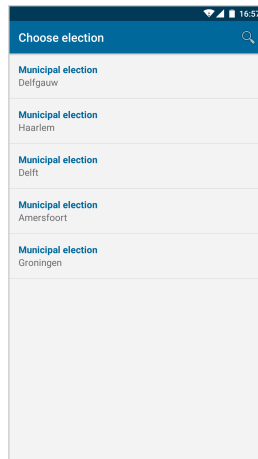 16:57
Choose election
Municipal election
Delfgauw
Municipal election
Haarlem
Municipal election
Delft
Municipal election
Amersfoort
Municipal election
Groningen